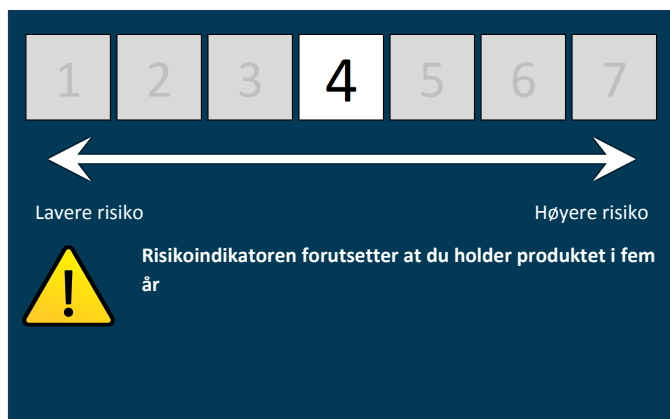 1 2 3 4 5 6 7
Lavere risiko Høyere risiko
!
Risikoindikatoren forutsetter at du holder produktet i fem
år